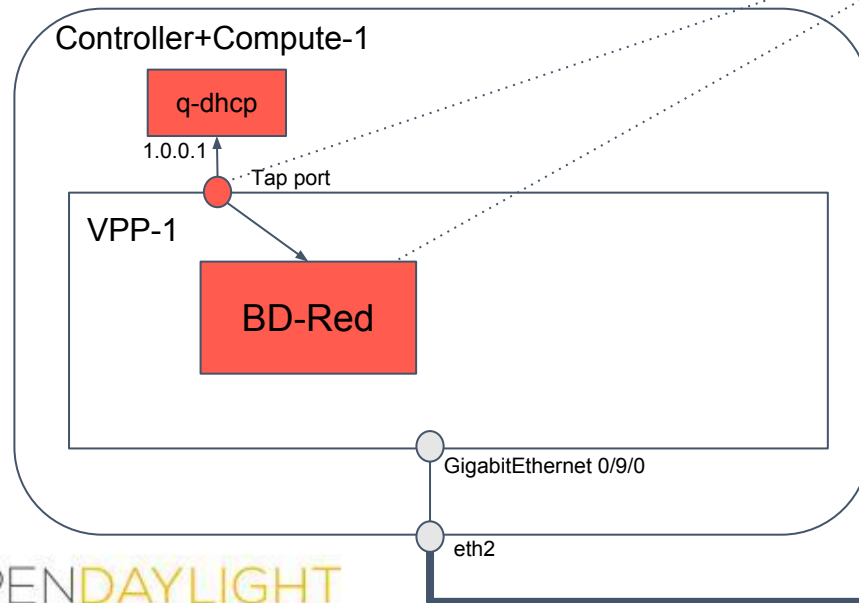 Controller+Compute-1
q-dhcp
1.0.0.1
Tap port
VPP-1
BD-Red
GigabitEthernet 0/9/0
eth2
PENDAYLIGHT